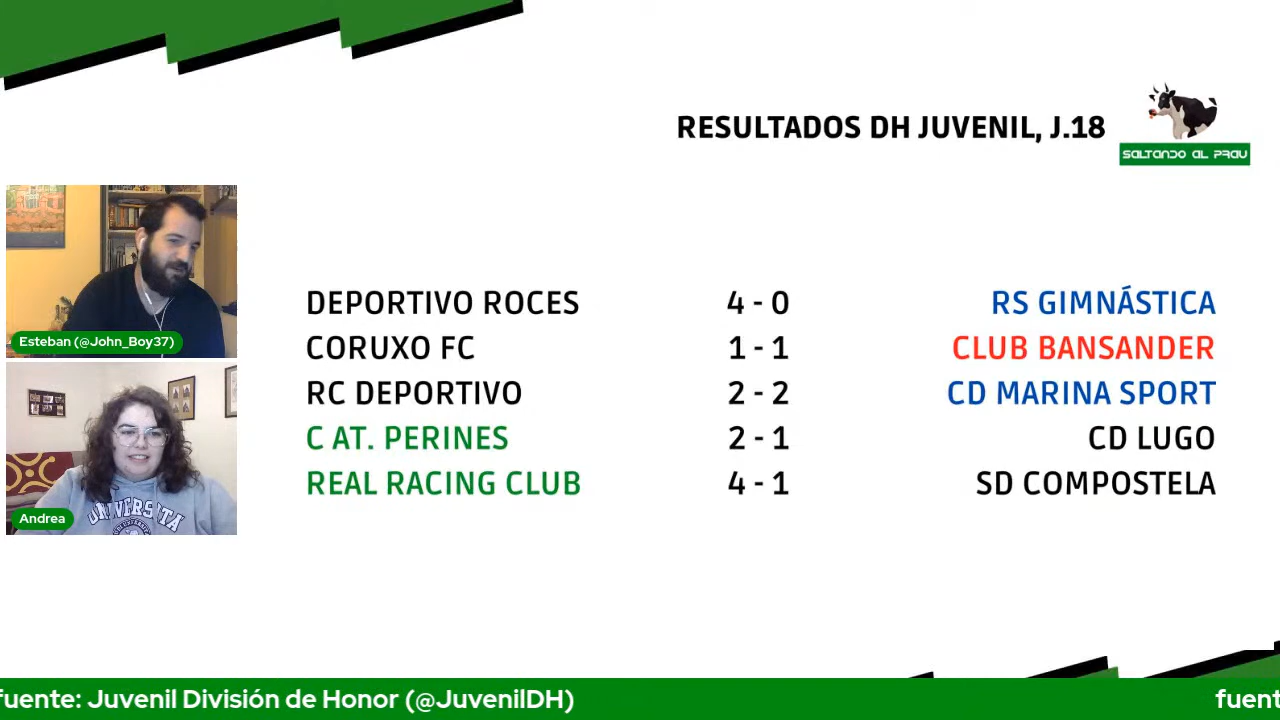 RESULTADOS DH JUVENIL, J.18
SALTANDO AL PRAU
Esteban (@John_Boy37)
Andrea
UNIVERSITA
DEPORTIVO ROCES 4 - 0 RS GIMNÁSTICA
CORUXO FC 1 - 1 CLUB BANSANDER
RC DEPORTIVO 2 - 2 CD MARINA SPORT
C AT. PERINES 2 - 1 CD LUGO
REAL RACING CLUB 4 - 1 SD COMPOSTELA
fuente: Juvenil División de Honor (@JuvenilDH) fuent